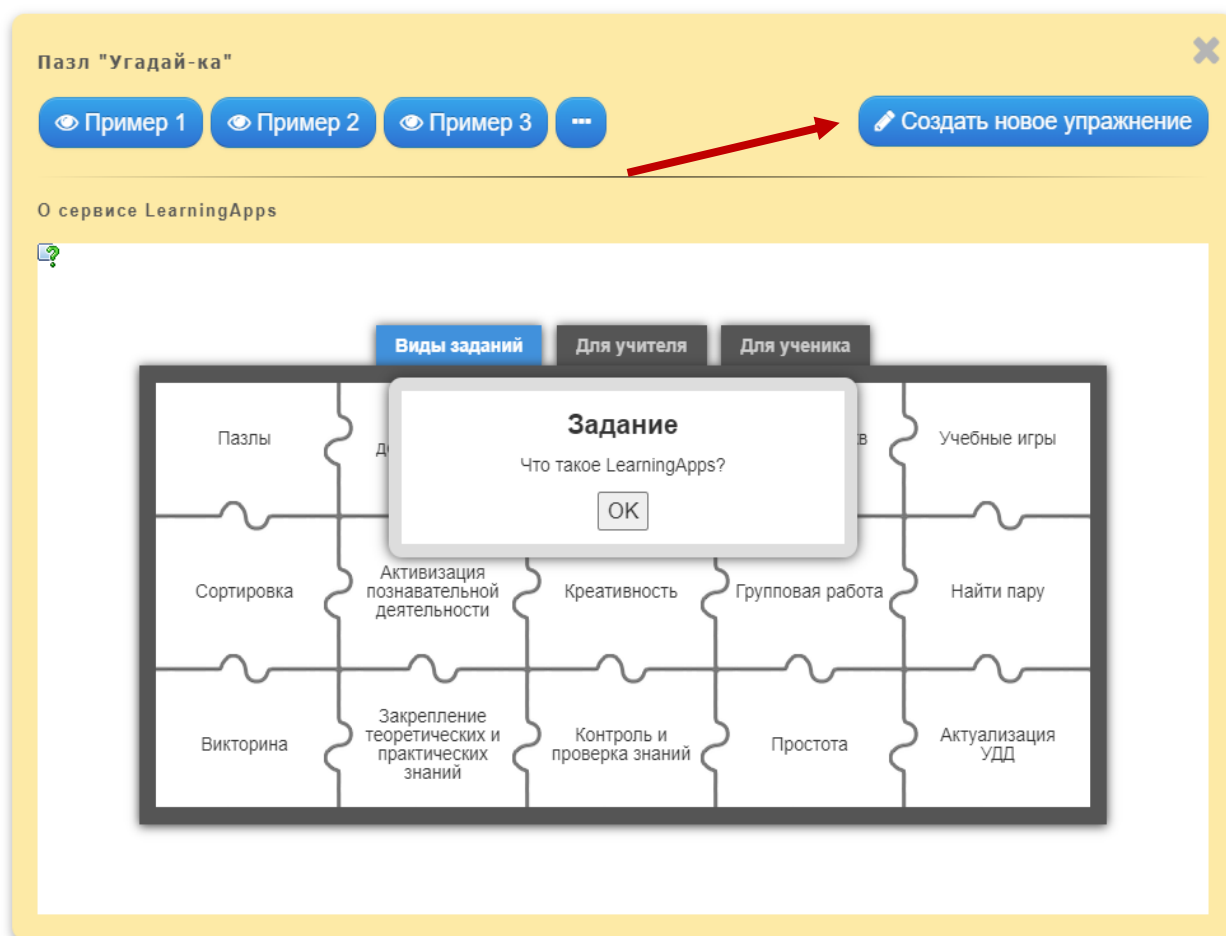 Пазл "Угадай-ка"
Пример 1 Пример 2 Пример 3 ··· Создать новое упражнение
О сервисе LearningApps
Виды заданий Для учителя Для ученика
Задание
Что такое LearningApps?
OK
Пазлы
Учебные игры
Сортировка
Активизация
познавательной
деятельности
Креативность
Групповая работа
Найти пару
Викторина
Закрепление
теоретических и
практических
знаний
Контроль и
проверка знаний
Простота
Актуализация
УДД